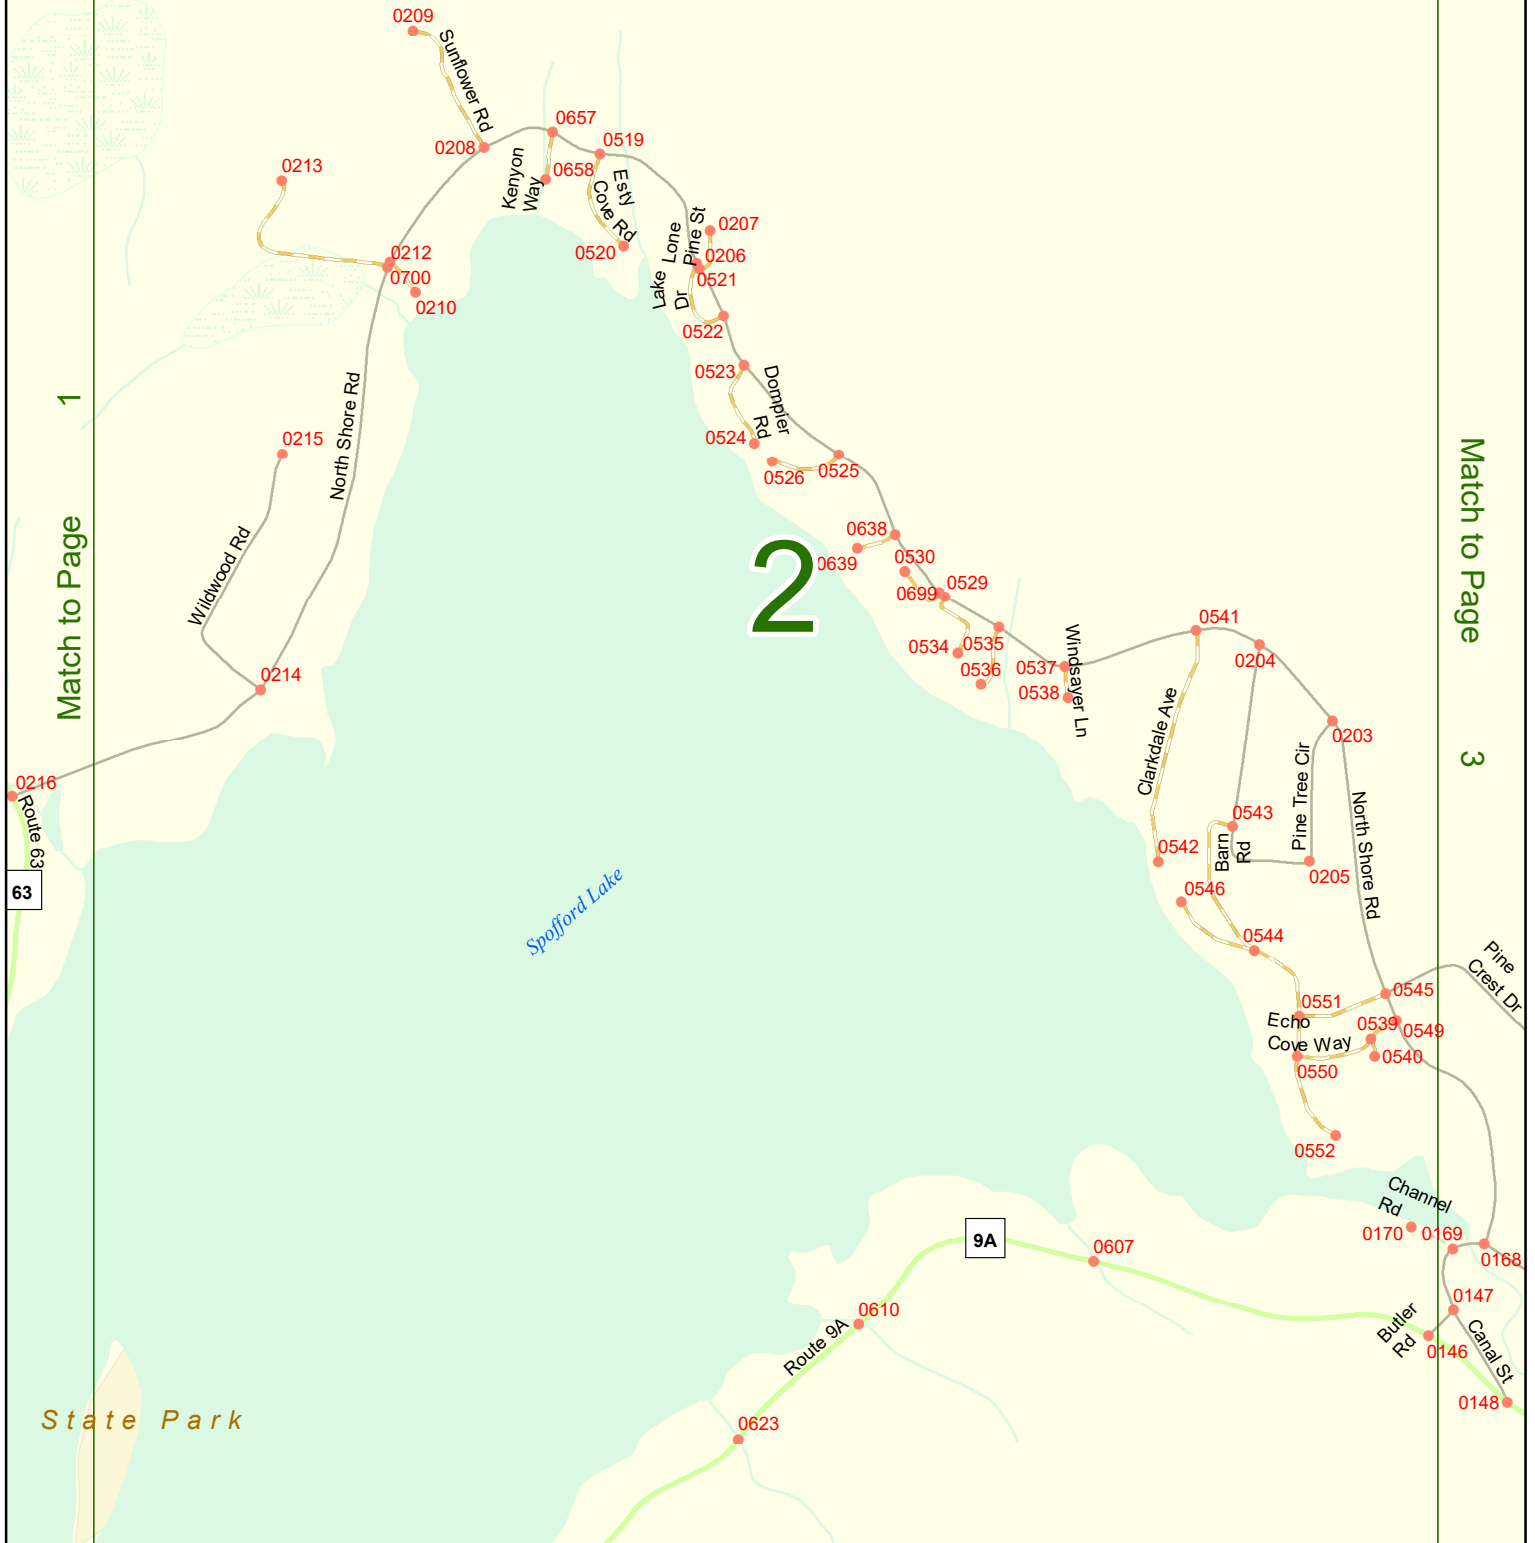 0209
Sunflower Rd
0657
0519
0208
Kenyon
Way
0658
Esty
Cove Rd
0213
0207
Lone
Pine St
0520
0212
0206
0700
0521
Lake
Dr
0210
0522
0523
Dompier
Rd
North Shore Rd
1
Match to Page
0215
0524
0525
0526
Match to Page
3
Wildwood Rd
0638
2
0639
0530
0529
0699
0541
0534
0535
Windsayer Ln
0204
0536
0537
0538
0214
Clarkdale Ave
0203
Pine Tree Cir
0216
Route 63
0543
North Shore Rd
Barn
Rd
0542
0205
63
0546
Spofford Lake
0544
Pine
Crest Dr
0545
0551
Echo
Cove Way
0539
0549
0550
0540
0552
Channel
Rd
0170
0169
0168
9A
0607
0610
0147
Route 9A
Butler
Rd
0146
Canal St
0148
State Park
0623